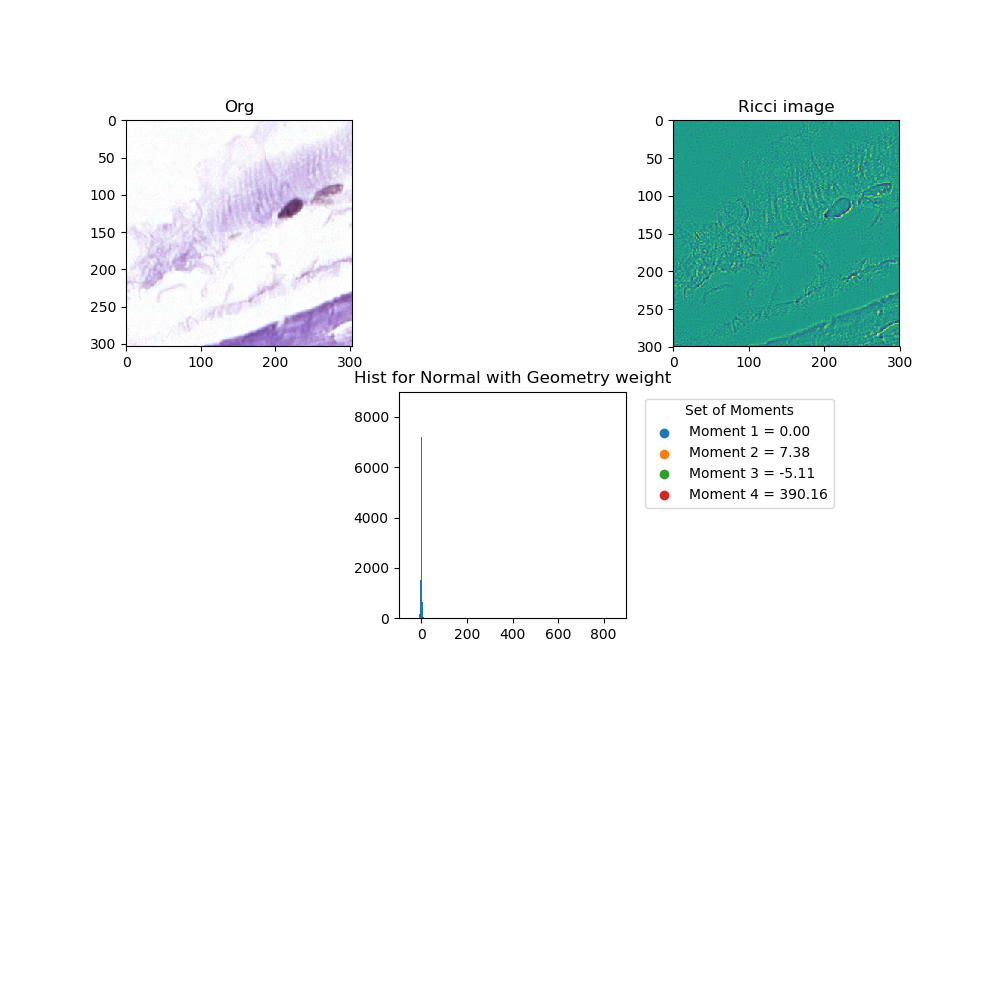 Org
0
50
100
150
200
250
300
0 100 200 300
Ricci image
0
50
100
150
200
250
300
0 100 200 300
Hist for Normal with Geometry weight
8000
6000
4000
2000
0
0 200 400 600 800
Set of Moments
Moment 1 = 0.00
Moment 2 = 7.38
Moment 3 = -5.11
Moment 4 = 390.16